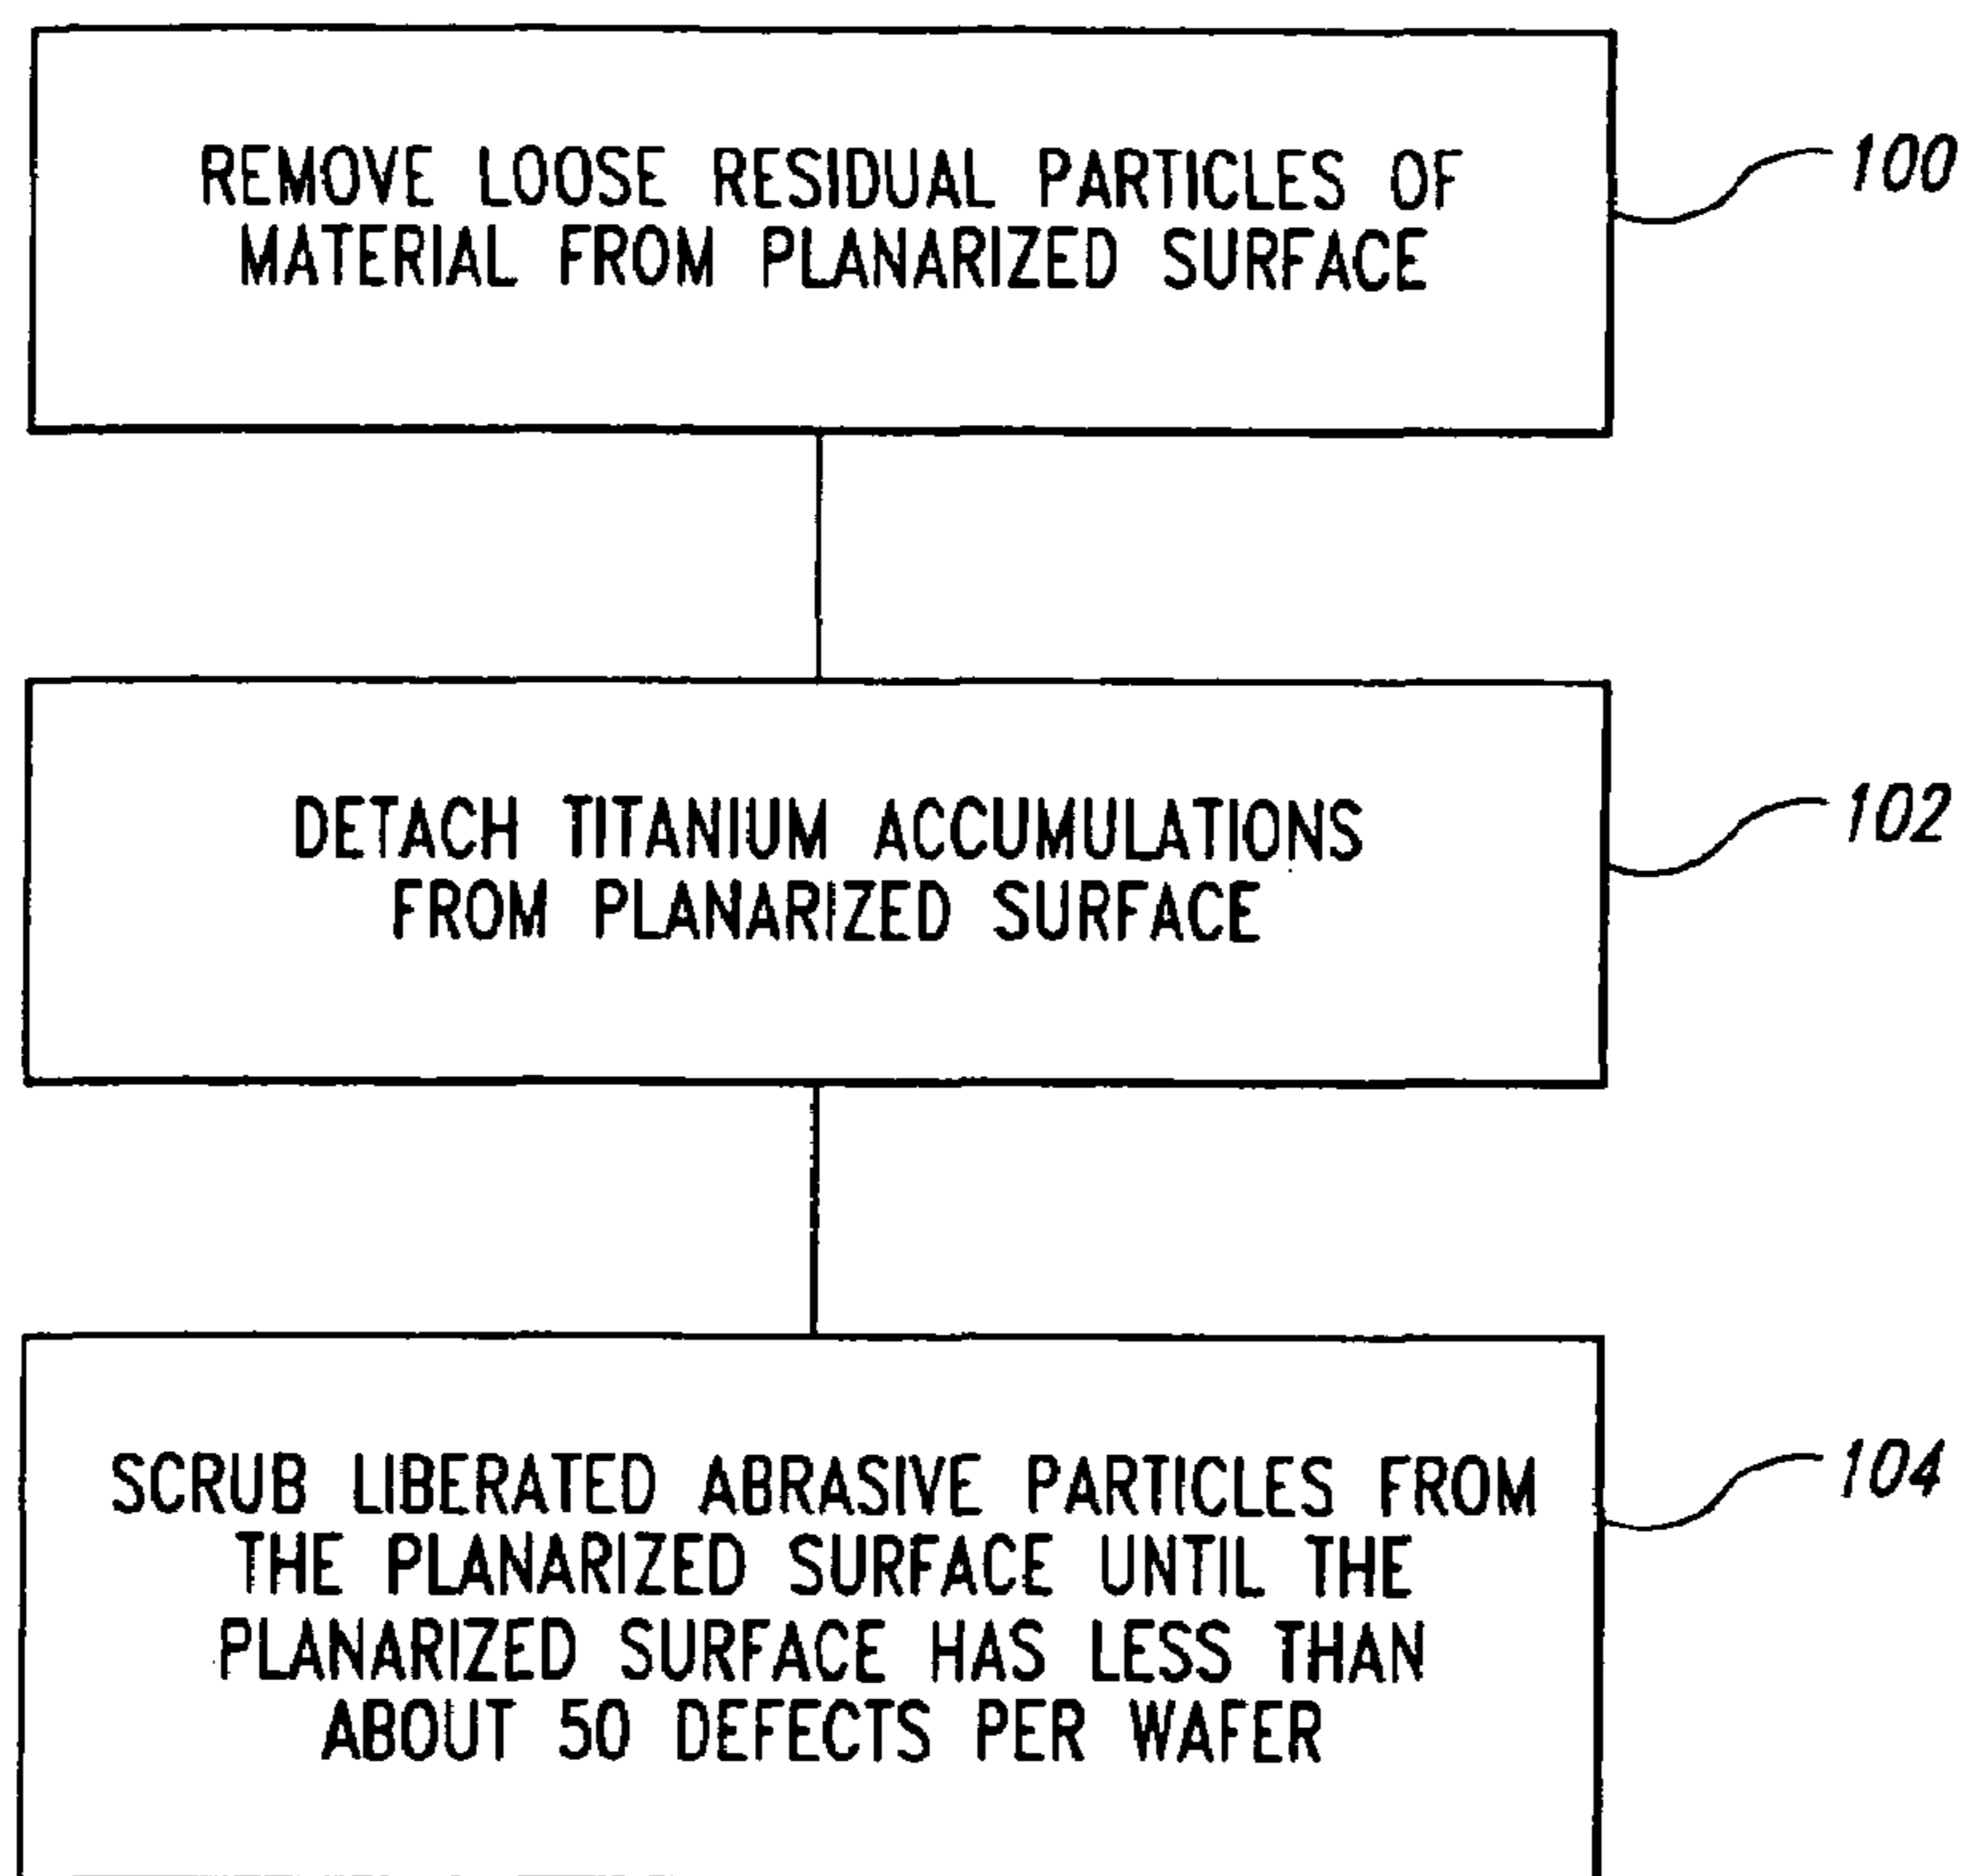 REMOVE LOOSE RESIDUAL PARTICLES OF
MATERIAL FROM PLANARIZED SURFACE
100
DETACH TITANIUM ACCUMULATIONS
FROM PLANARIZED SURFACE
102
SCRUB LIBERATED ABRASIVE PARTICLES FROM
THE PLANARIZED SURFACE UNTIL THE
PLANARIZED SURFACE HAS LESS THAN
ABOUT 50 DEFECTS PER WAFER
104